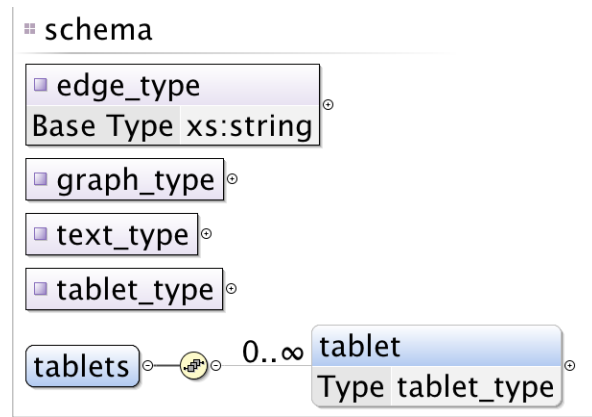 schema
edge_type
Base Type xs:string
graph_type
text_type
tablet_type
tablets 0..∞ tablet
Type tablet_type